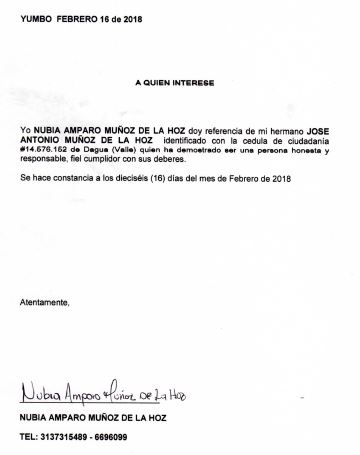 YUMBO FEBRERO 16 de 2018
A QUIEN INTERESE
Yo NUBIA AMPARO MUÑOZ DE LA HOZ doy referencia de mi hermano JOSE
ANTONIO MUÑOZ DE LA HOZ identificado con la cedula de ciudadanía
#14.576.152 de Dagua (Valle) quien ha demostrado ser una persona honesta y
responsable, fiel cumplidor con sus deberes.
Se hace constancia a los dieciséis (16) días del mes de Febrero de 2018
Atentamente,
Nubia Amparo Muñoz De La Hoz
NUBIA AMPARO MUÑOZ DE LA HOZ
TEL: 3137315489 - 6696099